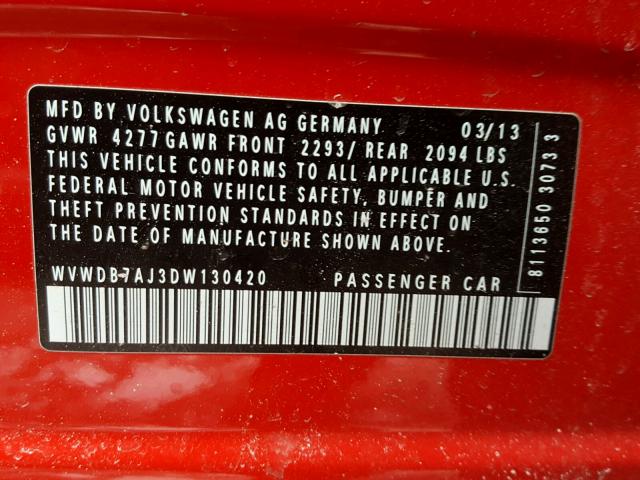 MFD BY VOLKSWAGEN AG GERMANY 03/13
GVWR 4277 GAWR FRONT 2293/ REAR 2094 LBS
THIS VEHICLE CONFORMS TO ALL APPLICABLE U.S.
FEDERAL MOTOR VEHICLE SAFETY, BUMPER AND
THEFT PREVENTION STANDARDS IN EFFECT ON
THE DATE OF MANUFACTURE SHOWN ABOVE.
WVWDB7AJ3DW130420 PASSENGER CAR
8113650 3073 3